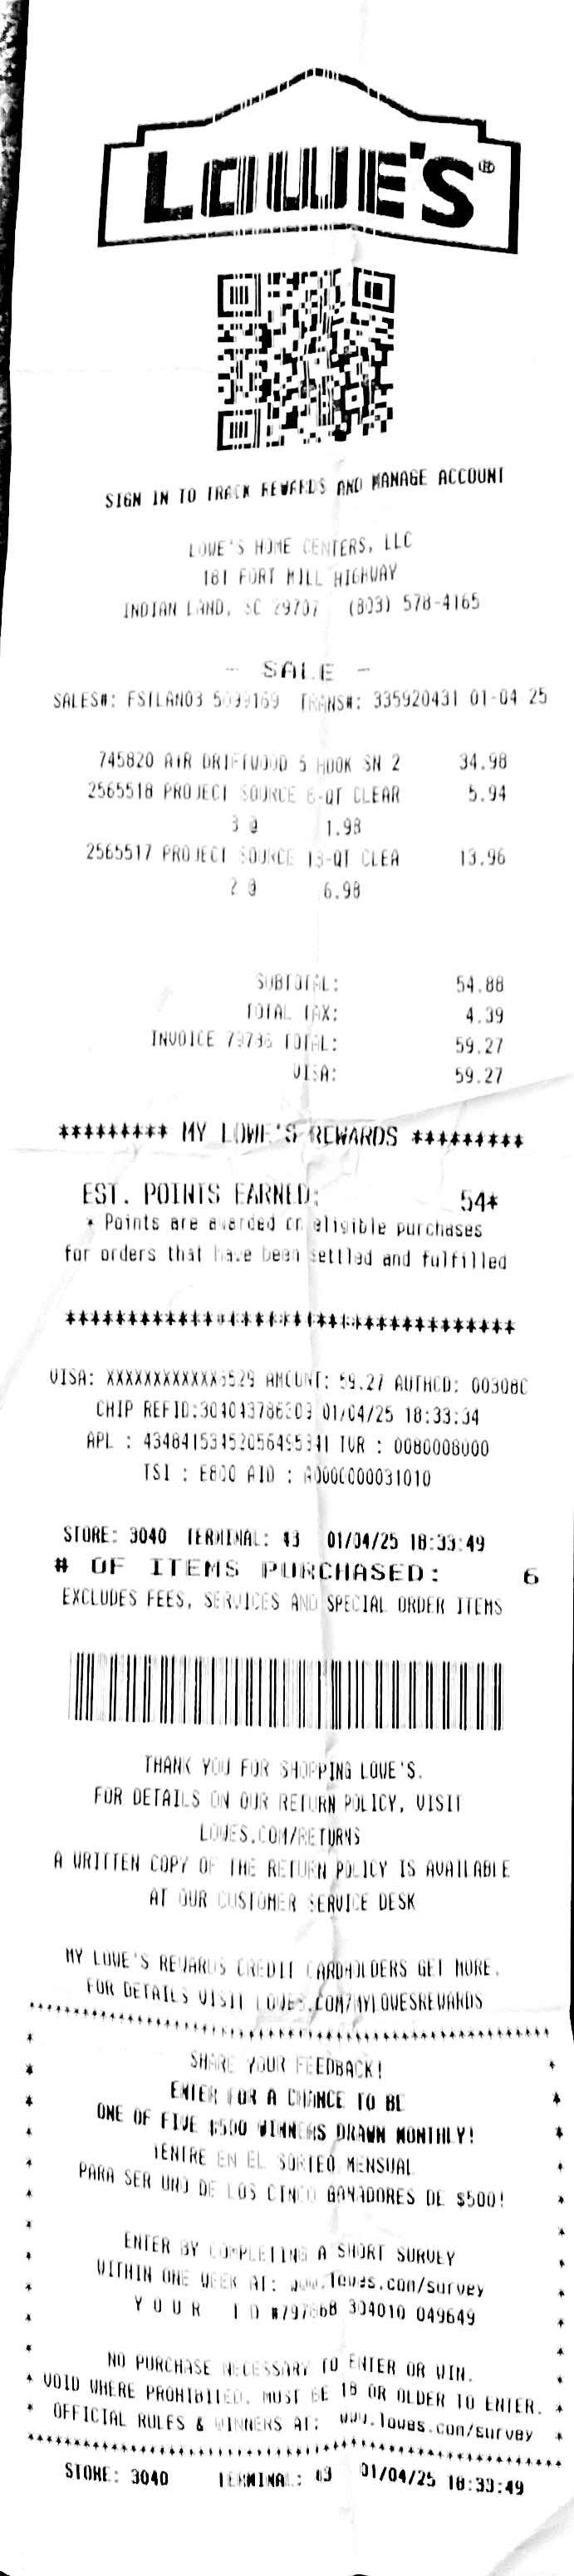 LOWE'S®
SIGN IN TO TRACK REWARDS AND MANAGE ACCOUNT
LOWE'S HOME CENTERS, LLC
181 FORT MILL HIGHWAY
INDIAN LAND, SC 29707 (803) 578-4165
- SALE -
SALES#: FSTLAN03 TRANS#: 335920431 01-04 25
745820 AIR DRIFTWOOD 5 HOOK SN 2 34.98
2565518 PROJECT SOURCE 6-QT CLEAR 5.94
3 @ 1.98
2565517 PROJECT SOURCE 13-QT CLEA 13.96
2 @ 6.98
SUBTOTAL: 54.88
TOTAL TAX: 4.39
INVOICE TOTAL: 59.27
VISA: 59.27
********* MY LOWE'S REWARDS *********
EST. POINTS EARNED: 54*
* Points are awarded on eligible purchases
for orders that have been settled and fulfilled
VISA: AMOUNT: 59.27 AUTHCD: 00308C
CHIP REFID: 01/04/25 18:33:34
APL : TVR : 0080008000
TSI : E800 AID : A0000000031010
STORE: 3040 TERMINAL: 43 01/04/25 18:33:49
# OF ITEMS PURCHASED: 6
EXCLUDES FEES, SERVICES AND SPECIAL ORDER ITEMS
THANK YOU FOR SHOPPING LOWE'S.
FOR DETAILS ON OUR RETURN POLICY, VISIT
LOWES.COM/RETURNS
A WRITTEN COPY OF THE RETURN POLICY IS AVAILABLE
AT OUR CUSTOMER SERVICE DESK
MY LOWE'S REWARDS CREDIT CARDHOLDERS GET MORE.
FOR DETAILS VISIT LOWES.COM/MYLOWESREWARDS
SHARE YOUR FEEDBACK!
ENTER FOR A CHANCE TO BE
ONE OF FIVE $500 WINNERS DRAWN MONTHLY!
¡ENTRE EN EL SORTEO MENSUAL
PARA SER UNO DE LOS CINCO GANADORES DE $500!
ENTER BY COMPLETING A SHORT SURVEY
WITHIN ONE WEEK AT: www.lowes.com/survey
YOUR ID 304010 049649
NO PURCHASE NECESSARY TO ENTER OR WIN.
VOID WHERE PROHIBITED. MUST BE 18 OR OLDER TO ENTER.
OFFICIAL RULES & WINNERS AT: www.lowes.com/survey
STORE: 3040 TERMINAL: 43 01/04/25 18:33:49